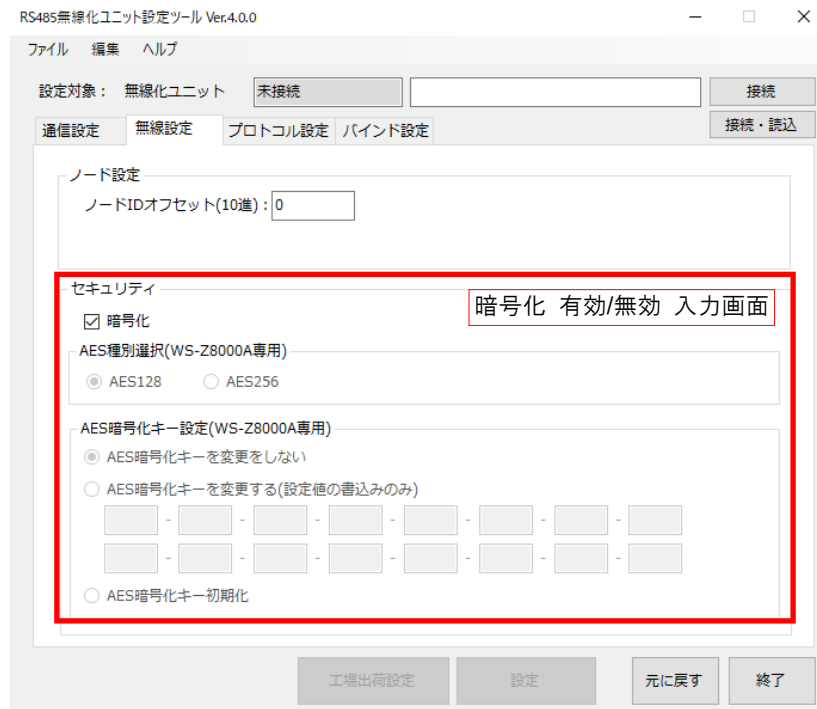 RS485無線化ユニット設定ツール Ver.4.0.0
ファイル 編集 ヘルプ
設定対象： 無線化ユニット 未接続 接続
通信設定 無線設定 プロトコル設定 バインド設定 接続・読込
ノード設定
ノードIDオフセット(10進)： 0
セキュリティ
暗号化 有効/無効 入力画面
暗号化
AES種別選択(WS-Z8000A専用)
AES128 AES256
AES暗号化キー設定(WS-Z8000A専用)
AES暗号化キーを変更をしない
AES暗号化キーを変更する(設定値の書込みのみ)
- - - - - - -
- - - - - - -
AES暗号化キー初期化
工場出荷設定 設定 元に戻す 終了